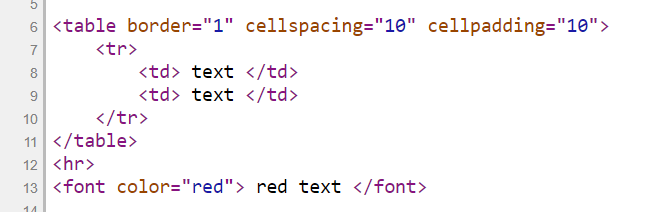 5
6 <table border="1" cellspacing="10" cellpadding="10">
7     <tr>
8         <td> text </td>
9         <td> text </td>
10     </tr>
11 </table>
12 <hr>
13 <font color="red"> red text </font>
14